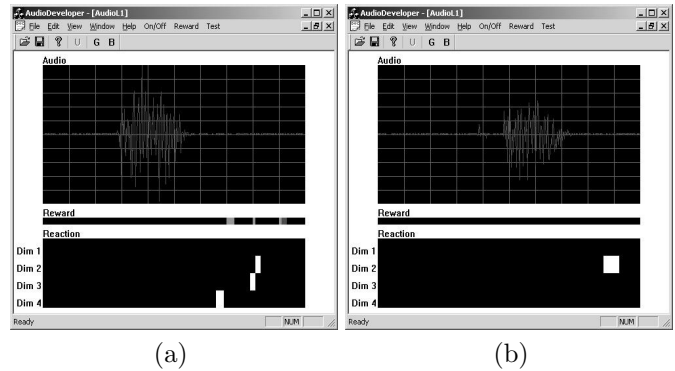 AudioDeveloper - [AudioL1]
File Edit View Window Help On/Off Reward Test
U G B
Audio
Reward
Reaction
Dim 1
Dim 2
Dim 3
Dim 4
Ready NUM
(a)
AudioDeveloper - [AudioL1]
File Edit View Window Help On/Off Reward Test
U G B
Audio
Reward
Reaction
Dim 1
Dim 2
Dim 3
Dim 4
Ready NUM
(b)